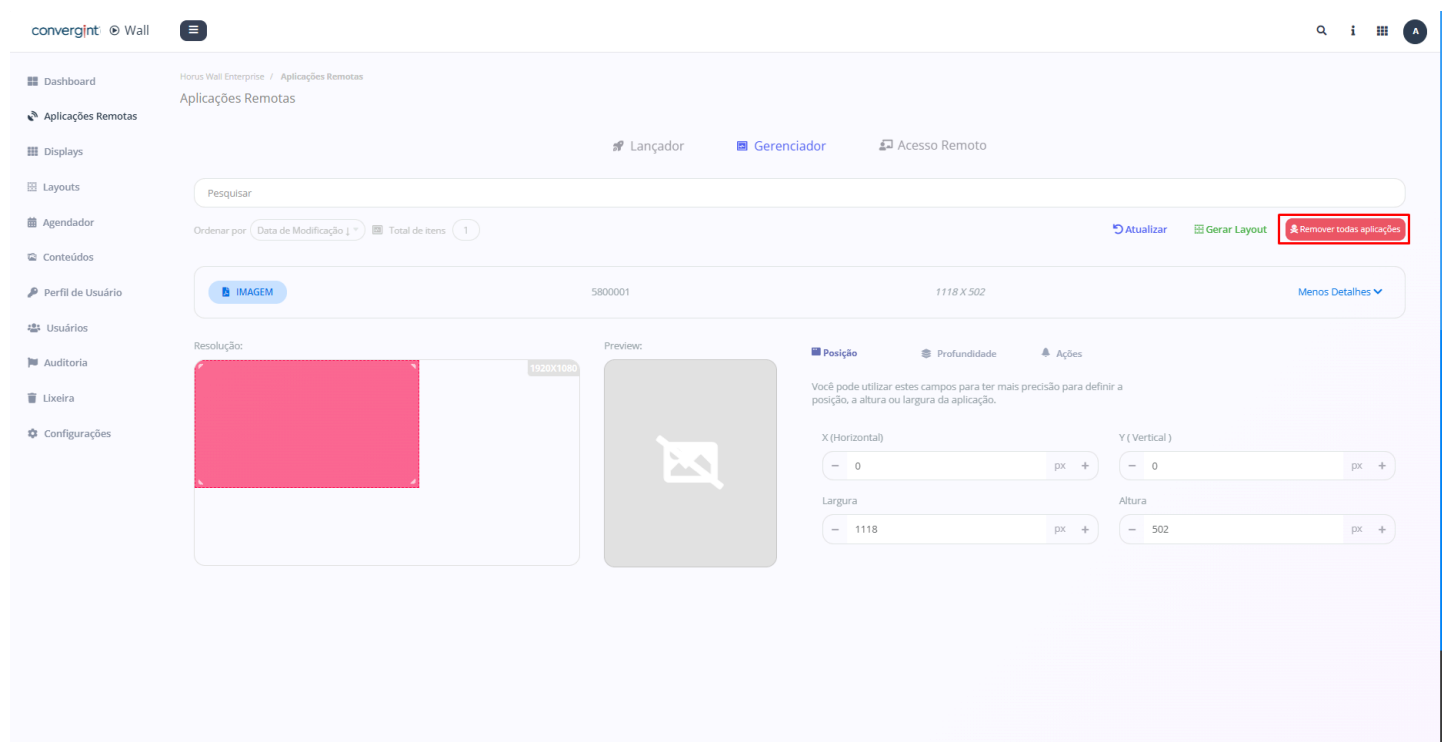 convergint Wall
A
Dashboard
Aplicações Remotas
Displays
Layouts
Agendador
Conteúdos
Perfil de Usuário
Usuários
Auditoria
Lixeira
Configurações
Horus Wall Enterprise / Aplicações Remotas
Aplicações Remotas
Lançador Gerenciador Acesso Remoto
Pesquisar
Ordenar por Data de Modificação ↓ Total de itens 1 Atualizar Gerar Layout Remover todas aplicações
IMAGEM 5800001 1118 X 502 Menos Detalhes
Resolução:
1920X1080
Preview:
Posição Profundidade Ações
Você pode utilizar estes campos para ter mais precisão para definir a
posição, a altura ou largura da aplicação.
X (Horizontal) Y ( Vertical )
− 0 px + − 0 px +
Largura Altura
− 1118 px + − 502 px +